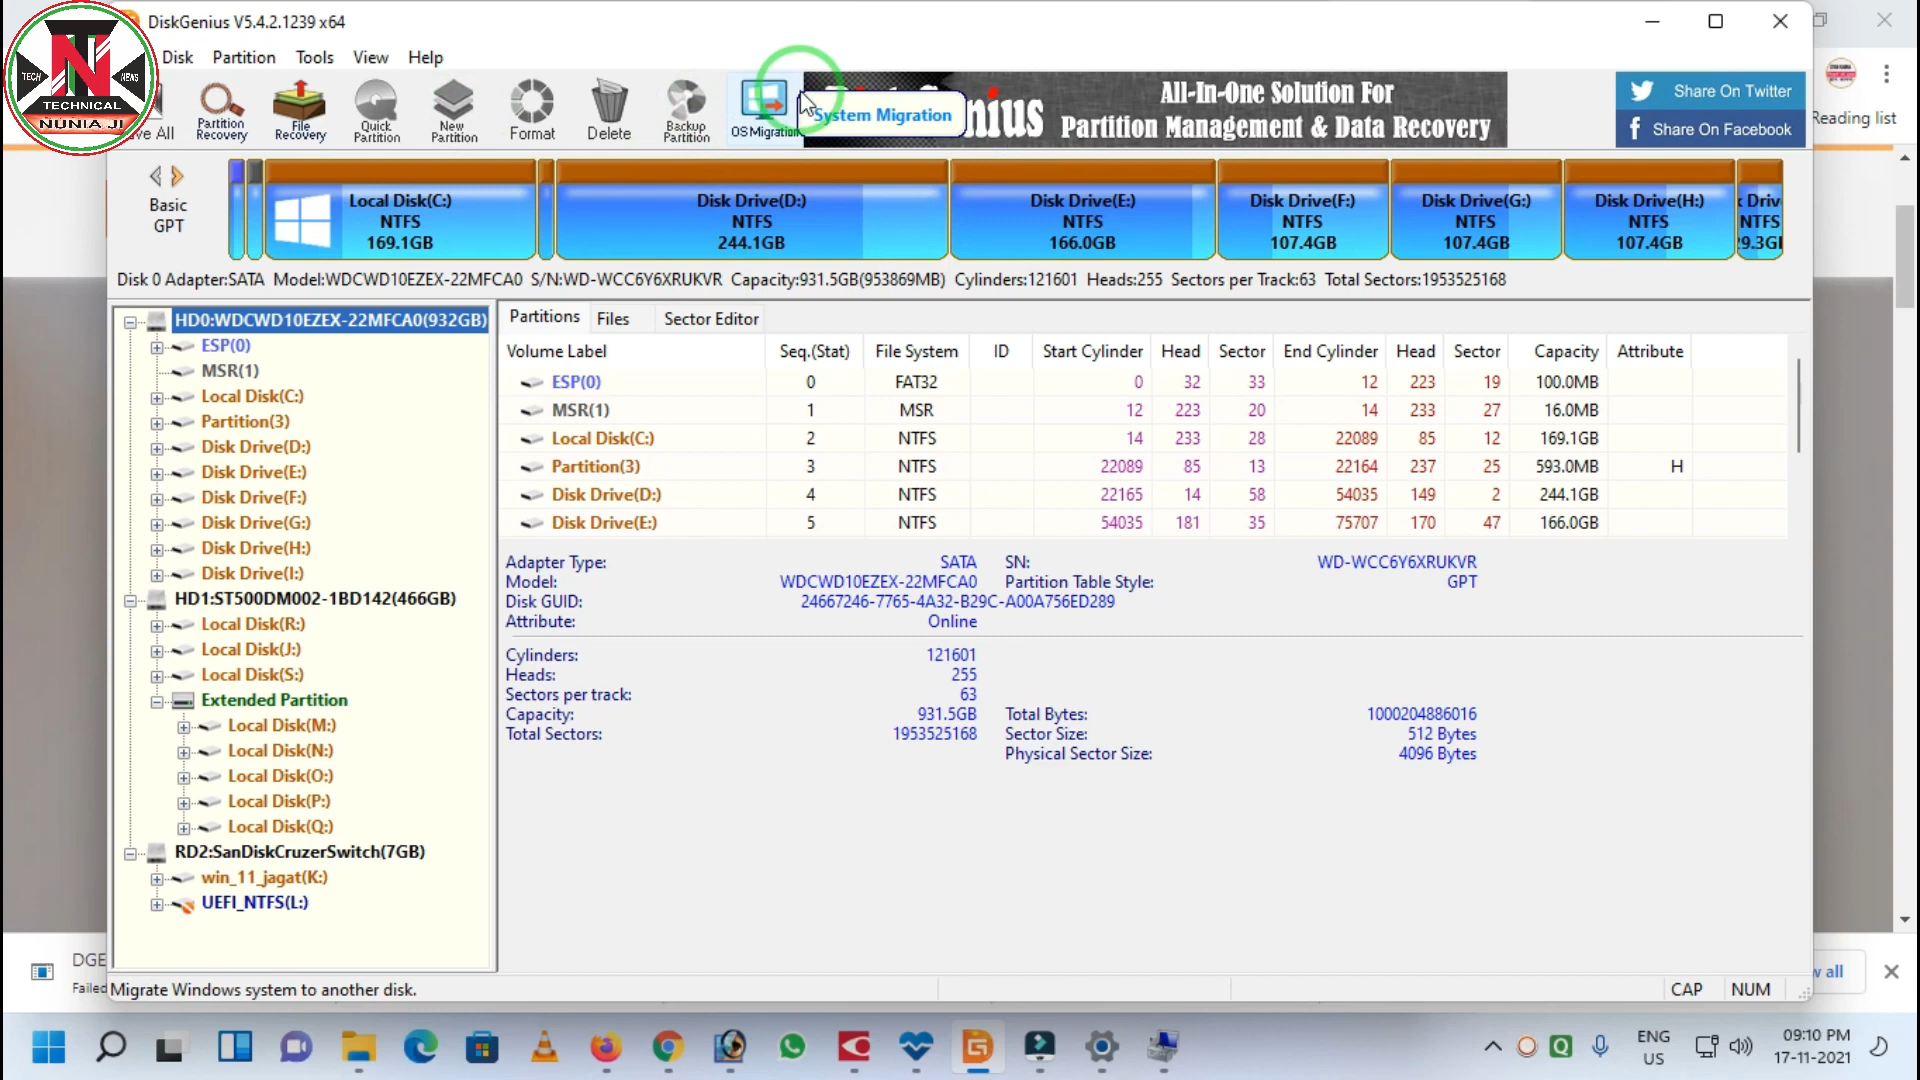 DiskGenius V5.4.2.1239 x64
TECH
NEWS
TECHNICAL
NUNIA JI
Disk Partition Tools View Help
All
Partition Recovery
File Recovery
Quick Partition
New Partition
Format
Delete
Backup Partition
OS Migration
System Migration
All-In-One Solution For
Partition Management & Data Recovery
Share On Twitter
Share On Facebook
Reading list
Basic
GPT
Local Disk(C:)
NTFS
169.1GB
Disk Drive(D:)
NTFS
244.1GB
Disk Drive(E:)
NTFS
166.0GB
Disk Drive(F:)
NTFS
107.4GB
Disk Drive(G:)
NTFS
107.4GB
Disk Drive(H:)
NTFS
107.4GB
NTFS
Disk 0 Adapter:SATA Model:WDCWD10EZEX-22MFCA0 S/N:WD-WCC6Y6XRUKVR Capacity:931.5GB(953869MB) Cylinders:121601 Heads:255 Sectors per Track:63 Total Sectors:1953525168
HD0:WDCWD10EZEX-22MFCA0(932GB)
ESP(0)
MSR(1)
Local Disk(C:)
Partition(3)
Disk Drive(D:)
Disk Drive(E:)
Disk Drive(F:)
Disk Drive(G:)
Disk Drive(H:)
Disk Drive(I:)
HD1:ST500DM002-1BD142(466GB)
Local Disk(R:)
Local Disk(J:)
Local Disk(S:)
Extended Partition
Local Disk(M:)
Local Disk(N:)
Local Disk(O:)
Local Disk(P:)
Local Disk(Q:)
RD2:SanDiskCruzerSwitch(7GB)
win_11_jagat(K:)
UEFI_NTFS(L:)
Partitions Files Sector Editor
Volume Label Seq.(Stat) File System ID Start Cylinder Head Sector End Cylinder Head Sector Capacity Attribute
ESP(0) 0 FAT32 0 32 33 12 223 19 100.0MB
MSR(1) 1 MSR 12 223 20 14 233 27 16.0MB
Local Disk(C:) 2 NTFS 14 233 28 22089 85 12 169.1GB
Partition(3) 3 NTFS 22089 85 13 22164 237 25 593.0MB H
Disk Drive(D:) 4 NTFS 22165 14 58 54035 149 2 244.1GB
Disk Drive(E:) 5 NTFS 54035 181 35 75707 170 47 166.0GB
Adapter Type: SATA SN: WD-WCC6Y6XRUKVR
Model: WDCWD10EZEX-22MFCA0 Partition Table Style: GPT
Disk GUID: 24667246-7765-4A32-B29C-A00A756ED289
Attribute: Online
Cylinders: 121601
Heads: 255
Sectors per track: 63
Capacity: 931.5GB Total Bytes: 1000204886016
Total Sectors: 1953525168 Sector Size: 512 Bytes
Physical Sector Size: 4096 Bytes
DGE
Failed
all
Migrate Windows system to another disk.
CAP NUM
ENG
US
09:10 PM
17-11-2021